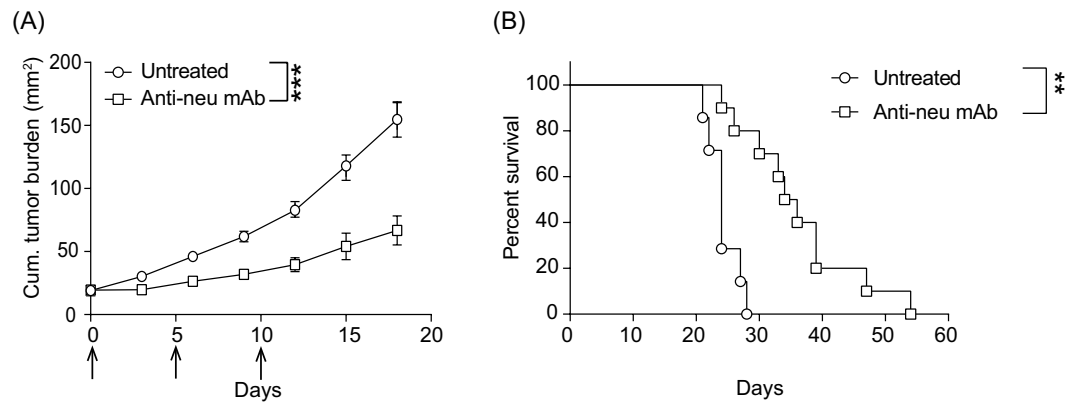 (A)
Cum. tumor burden (mm²)
200
150
100
50
0
Untreated
Anti-neu mAb
***
0 5 10 15 20
Days
(B)
Percent survival
100
80
60
40
20
0
Untreated
Anti-neu mAb
**
0 10 20 30 40 50 60
Days